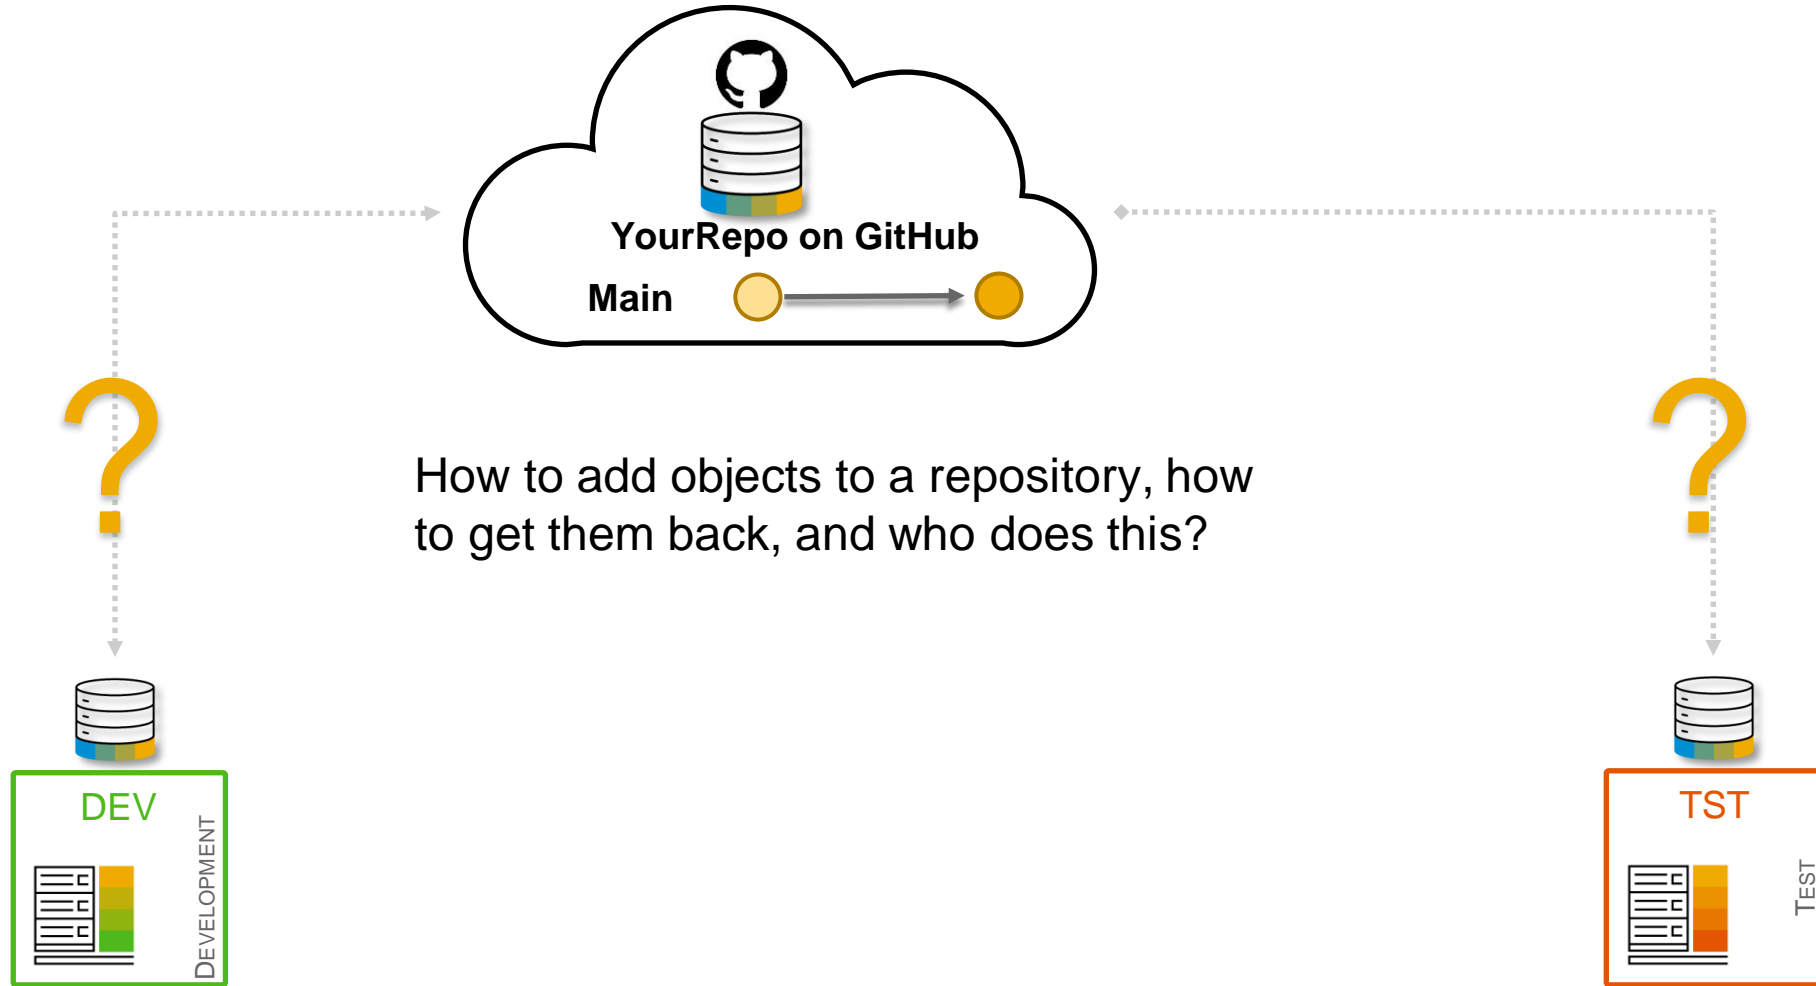 YourRepo on GitHub
Main
?
?
How to add objects to a repository, how
to get them back, and who does this?
DEV
DEVELOPMENT
TST
TEST